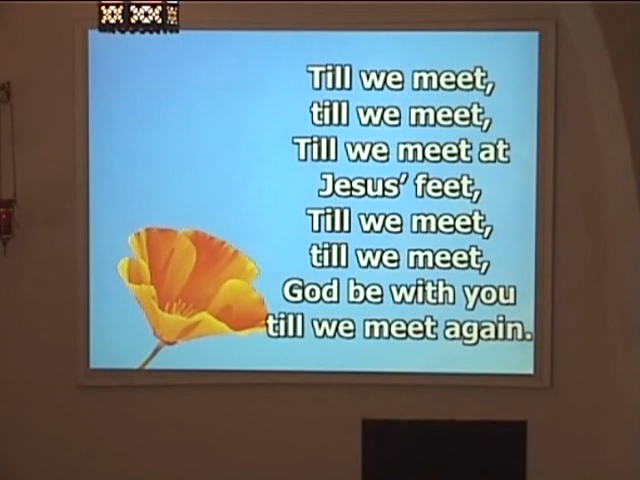 Till we meet,
till we meet,
Till we meet at
Jesus’ feet,
Till we meet,
till we meet,
God be with you
till we meet again.